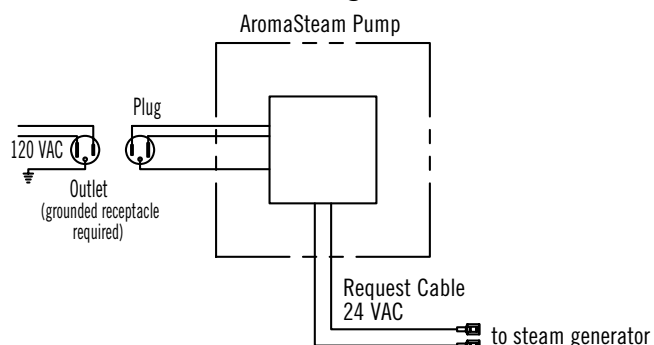 AromaSteam Pump
Plug
120 VAC
Outlet
(grounded receptacle
required)
Request Cable
24 VAC
to steam generator